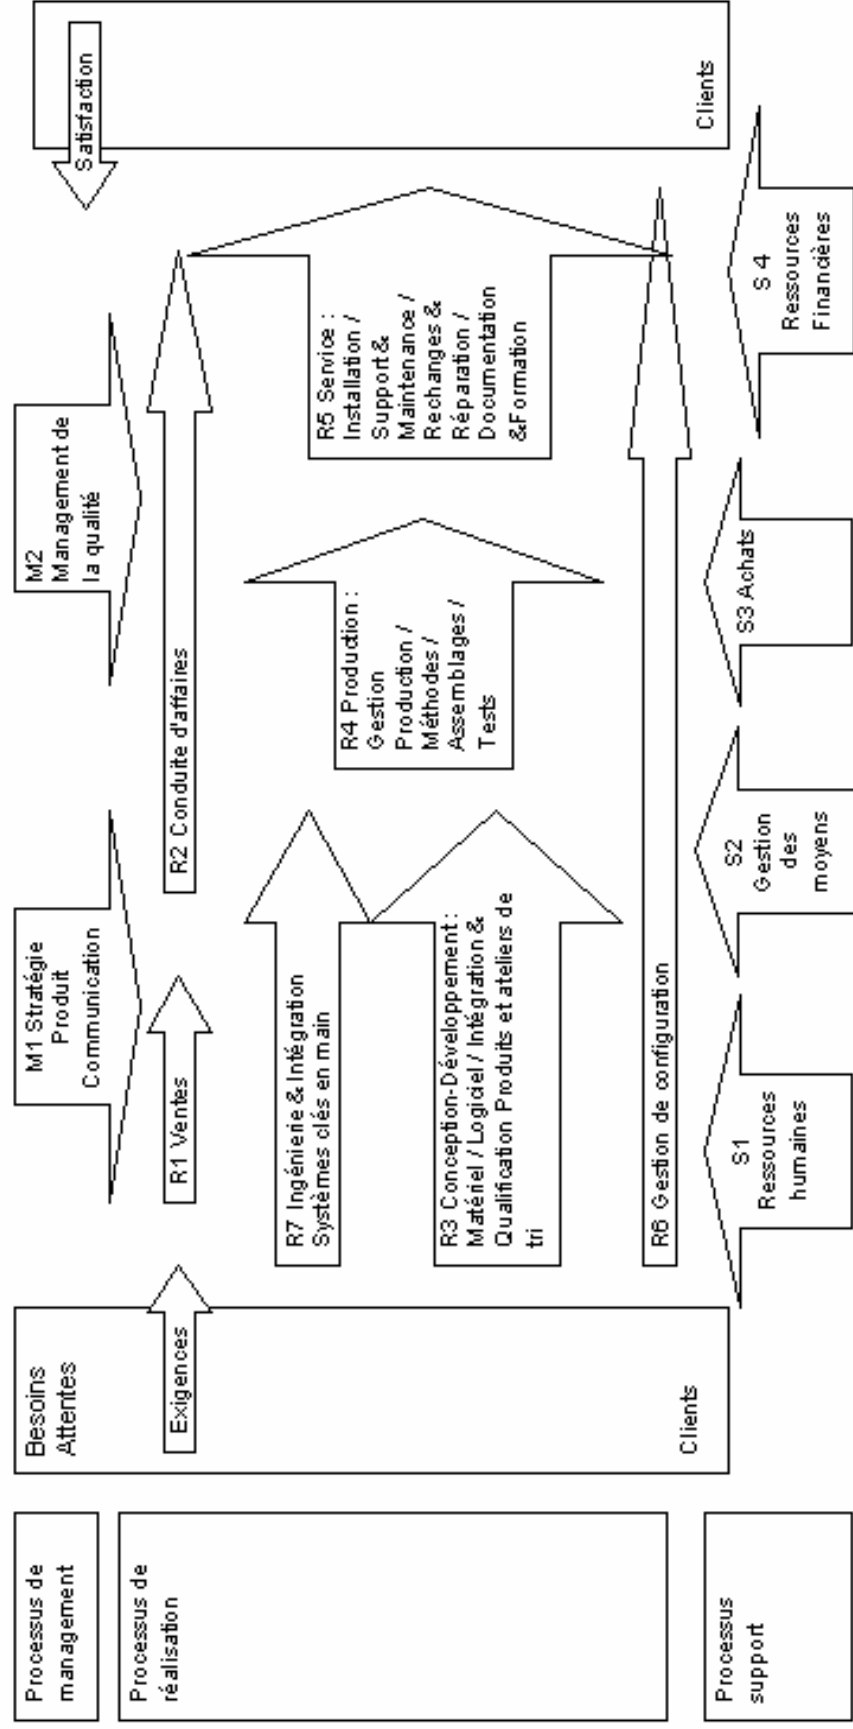 Processus de
management
Processus de
réalisation
Processus
support
Besoins
Attentes
Exigences
Clients
M1 Stratégie
Produit
Communication
M2
Management de
la qualité
Satisfaction
R1 Ventes
R2 Conduite d'affaires
R7 Ingénierie & Intégration
Systèmes clés en main
R3 Conception-Développement :
Matériel / Logiciel / Intégration &
Qualification Produits et ateliers de
tri
R4 Production :
Gestion
Production /
Méthodes /
Assemblages /
Tests
R5 Service :
Installation /
Support &
Maintenance /
Rechanges &
Réparation /
Documentation
&Formation
R6 Gestion de configuration
Clients
S1
Ressources
humaines
S2
Gestion
des
moyens
S3 Achats
S 4
Ressources
Financières